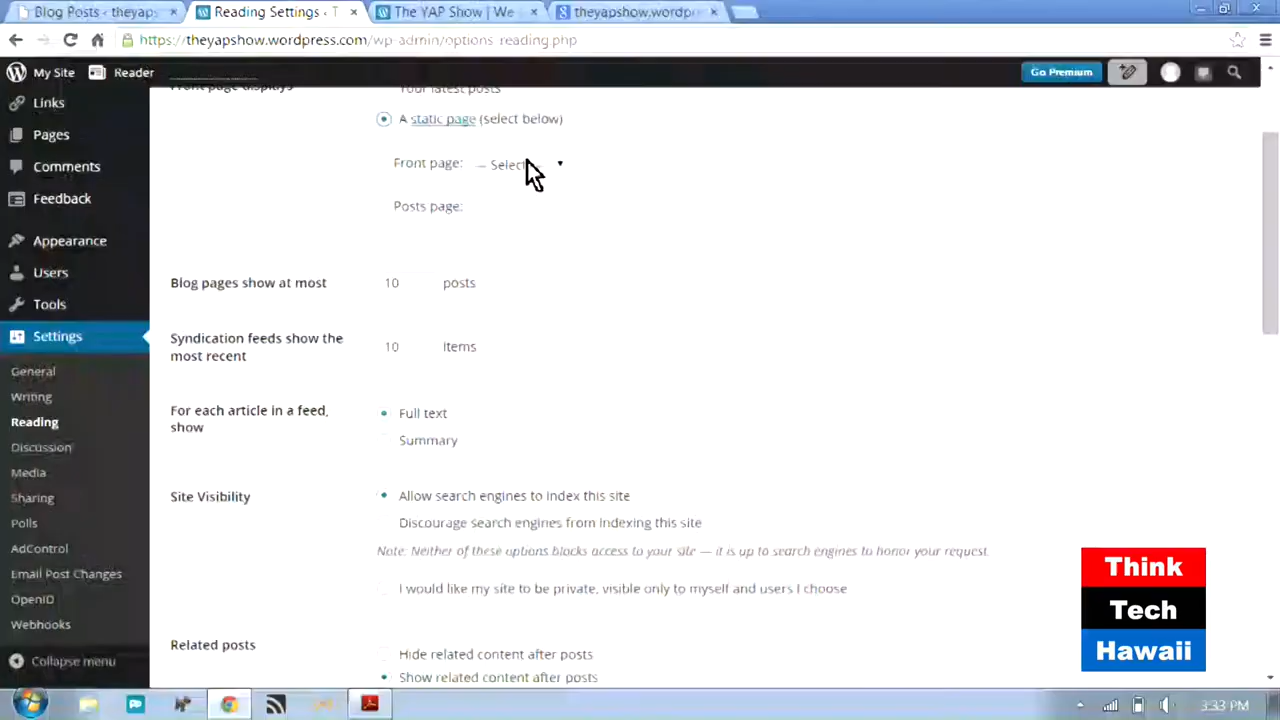 Blog Posts - theyaps
Reading Settings - T
The YAP Show | We
theyapshow.wordpre
https://theyapshow.wordpress.com/wp-admin/options-reading.php
My Site
Reader
Go Premium
Links
Pages
Comments
Feedback
Appearance
Users
Tools
Settings
General
Writing
Reading
Discussion
Media
Sharing
Polls
AdControl
Email Post Changes
OpenID
Webhooks
Collapse menu
Front page displays
Your latest posts
A static page (select below)
Front page: — Select —
Posts page:
Blog pages show at most
10 posts
Syndication feeds show the
most recent
10 items
For each article in a feed,
show
Full text
Summary
Site Visibility
Allow search engines to index this site
Discourage search engines from indexing this site
Note: Neither of these options blocks access to your site — it is up to search engines to honor your request.
I would like my site to be private, visible only to myself and users I choose
Related posts
Hide related content after posts
Show related content after posts
Think
Tech
Hawaii
3:33 PM